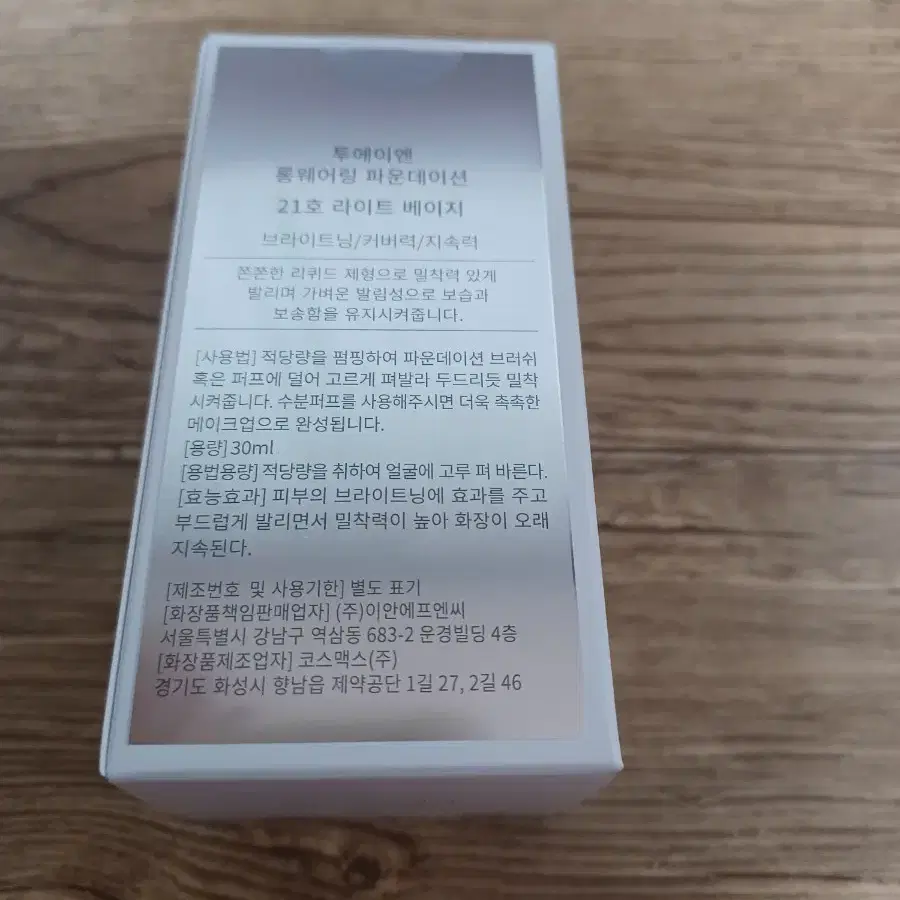 투에이엔
롱웨어링 파운데이션
21호 라이트 베이지
브라이트닝/커버력/지속력
쫀쫀한 리퀴드 제형으로 밀착력 있게
발리며 가벼운 발림성으로 보습과
보송함을 유지시켜줍니다.
[사용법] 적당량을 펌핑하여 파운데이션 브러쉬
혹은 퍼프에 덜어 고르게 펴발라 두드리듯 밀착
시켜줍니다. 수분퍼프를 사용해주시면 더욱 촉촉한
메이크업으로 완성됩니다.
[용량] 30ml
[용법용량] 적당량을 취하여 얼굴에 고루 펴 바른다.
[효능효과] 피부의 브라이트닝에 효과를 주고
부드럽게 발리면서 밀착력이 높아 화장이 오래
지속된다.
[제조번호 및 사용기한] 별도 표기
[화장품책임판매업자] (주)이안에프엔씨
서울특별시 강남구 역삼동 683-2 운경빌딩 4층
[화장품제조업자] 코스맥스(주)
경기도 화성시 향남읍 제약공단 1길 27, 2길 46